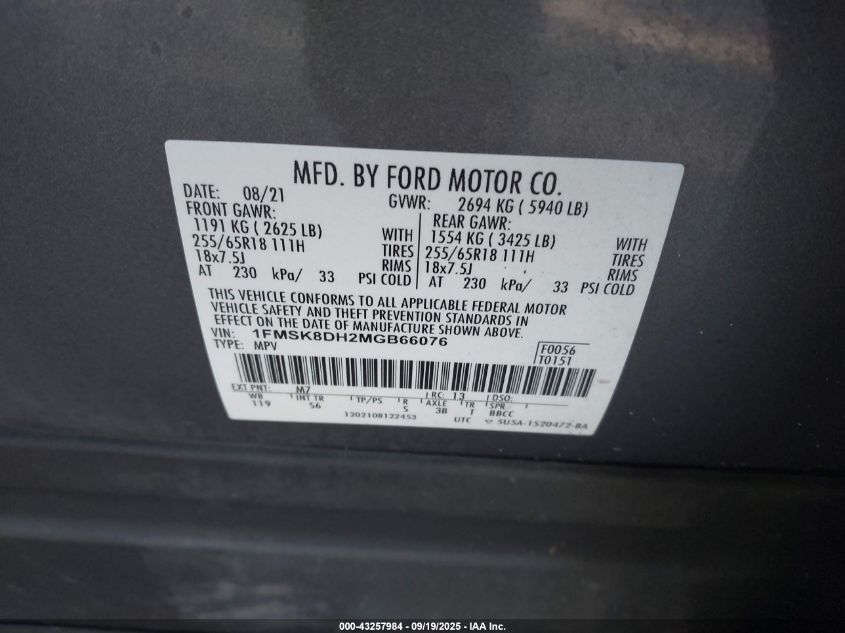 MFD. BY FORD MOTOR CO.
DATE: 08/21 GVWR: 2694 KG ( 5940 LB)
FRONT GAWR: REAR GAWR:
1191 KG ( 2625 LB) WITH 1554 KG ( 3425 LB) WITH
255/65R18 111H TIRES 255/65R18 111H TIRES
18x7.5J RIMS 18x7.5J RIMS
AT 230 kPa/ 33 PSI COLD AT 230 kPa/ 33 PSI COLD
THIS VEHICLE CONFORMS TO ALL APPLICABLE FEDERAL MOTOR
VEHICLE SAFETY AND THEFT PREVENTION STANDARDS IN
EFFECT ON THE DATE OF MANUFACTURE SHOWN ABOVE.
VIN: 1FMSK8DH2MGB66076
TYPE: MPV
F0056
T0151
EXT PNT: M7 RC: 13 DSO:
WB INT TR TP/PS R AXLE TR SPR
119 S6 S 3B T BBCC
1202108122453 UTC 5U5A-1520472-BA
000-43257984 - 09/19/2025 - IAA Inc.